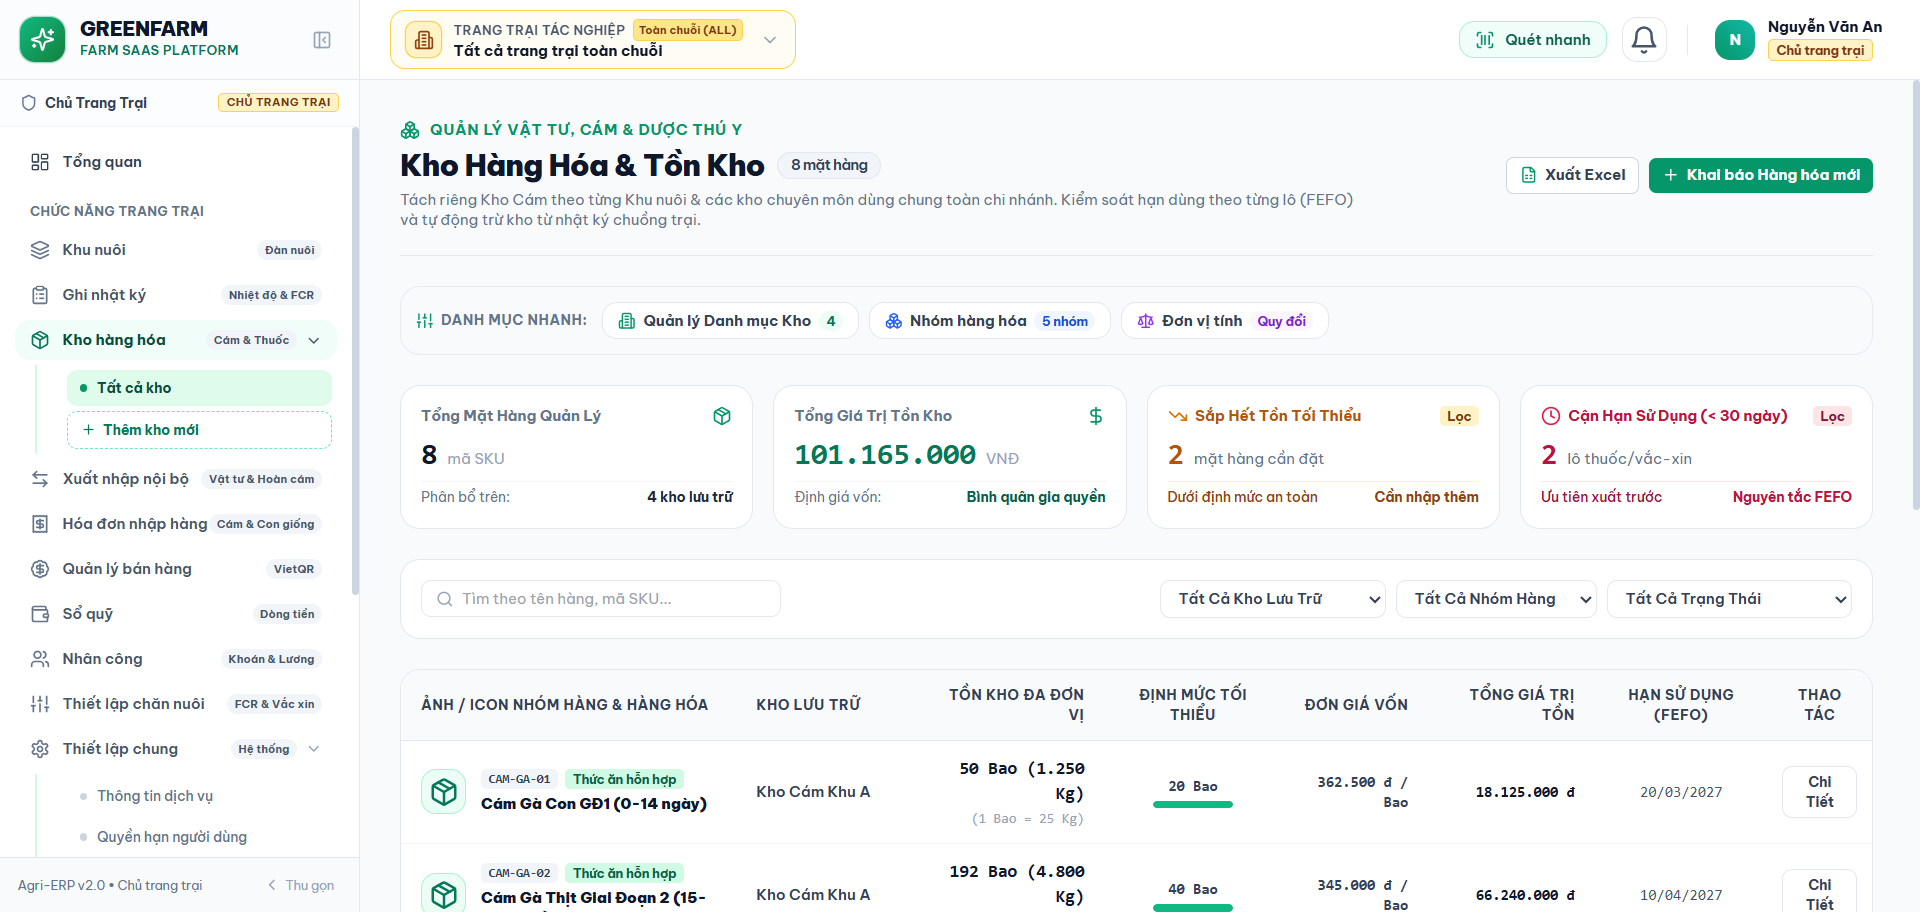 GREENFARM
FARM SAAS PLATFORM
TRANG TRẠI TÁC NGHIỆP Toàn chuỗi (ALL)
Tất cả trang trại toàn chuỗi
Quét nhanh
N
Nguyễn Văn An
Chủ trang trại
Chủ Trang Trại CHỦ TRANG TRẠI
Tổng quan
CHỨC NĂNG TRANG TRẠI
Khu nuôi Đàn nuôi
Ghi nhật ký Nhiệt độ & FCR
Kho hàng hóa Cám & Thuốc
Tất cả kho
+ Thêm kho mới
Xuất nhập nội bộ Vật tư & Hoàn cám
Hóa đơn nhập hàng Cám & Con giống
Quản lý bán hàng VietQR
Sổ quỹ Dòng tiền
Nhân công Khoán & Lương
Thiết lập chăn nuôi FCR & Vắc xin
Thiết lập chung Hệ thống
Thông tin dịch vụ
Quyền hạn người dùng
Agri-ERP v2.0 • Chủ trang trại Thu gọn
QUẢN LÝ VẬT TƯ, CÁM & DƯỢC THÚ Y
Kho Hàng Hóa & Tồn Kho 8 mặt hàng
Tách riêng Kho Cám theo từng Khu nuôi & các kho chuyên môn dùng chung toàn chi nhánh. Kiểm soát hạn dùng theo từng lô (FEFO)
và tự động trừ kho từ nhật ký chuồng trại.
Xuất Excel
+ Khai báo Hàng hóa mới
DANH MỤC NHANH: Quản lý Danh mục Kho 4 Nhóm hàng hóa 5 nhóm Đơn vị tính Quy đổi
Tổng Mặt Hàng Quản Lý
8 mã SKU
Phân bổ trên: 4 kho lưu trữ
Tổng Giá Trị Tồn Kho
101.165.000 VNĐ
Định giá vốn: Bình quân gia quyền
Sắp Hết Tồn Tối Thiểu Lọc
2 mặt hàng cần đặt
Dưới định mức an toàn Cần nhập thêm
Cận Hạn Sử Dụng (< 30 ngày) Lọc
2 lô thuốc/vắc-xin
Ưu tiên xuất trước Nguyên tắc FEFO
Tìm theo tên hàng, mã SKU...
Tất Cả Kho Lưu Trữ
Tất Cả Nhóm Hàng
Tất Cả Trạng Thái
ẢNH / ICON NHÓM HÀNG & HÀNG HÓA
KHO LƯU TRỮ
TỒN KHO ĐA ĐƠN
VỊ
ĐỊNH MỨC TỐI
THIỂU
ĐƠN GIÁ VỐN
TỔNG GIÁ TRỊ
TỒN
HẠN SỬ DỤNG
(FEFO)
THAO
TÁC
CAM-GA-01 Thức ăn hỗn hợp
Cám Gà Con GĐ1 (0-14 ngày)
Kho Cám Khu A
50 Bao (1.250
Kg)
(1 Bao = 25 Kg)
20 Bao
362.500 đ /
Bao
18.125.000 đ
20/03/2027
Chi
Tiết
CAM-GA-02 Thức ăn hỗn hợp
Cám Gà Thịt Giai Đoạn 2 (15-
Kho Cám Khu A
192 Bao (4.800
Kg)
40 Bao
345.000 đ /
Bao
66.240.000 đ
10/04/2027
Chi
Tiết